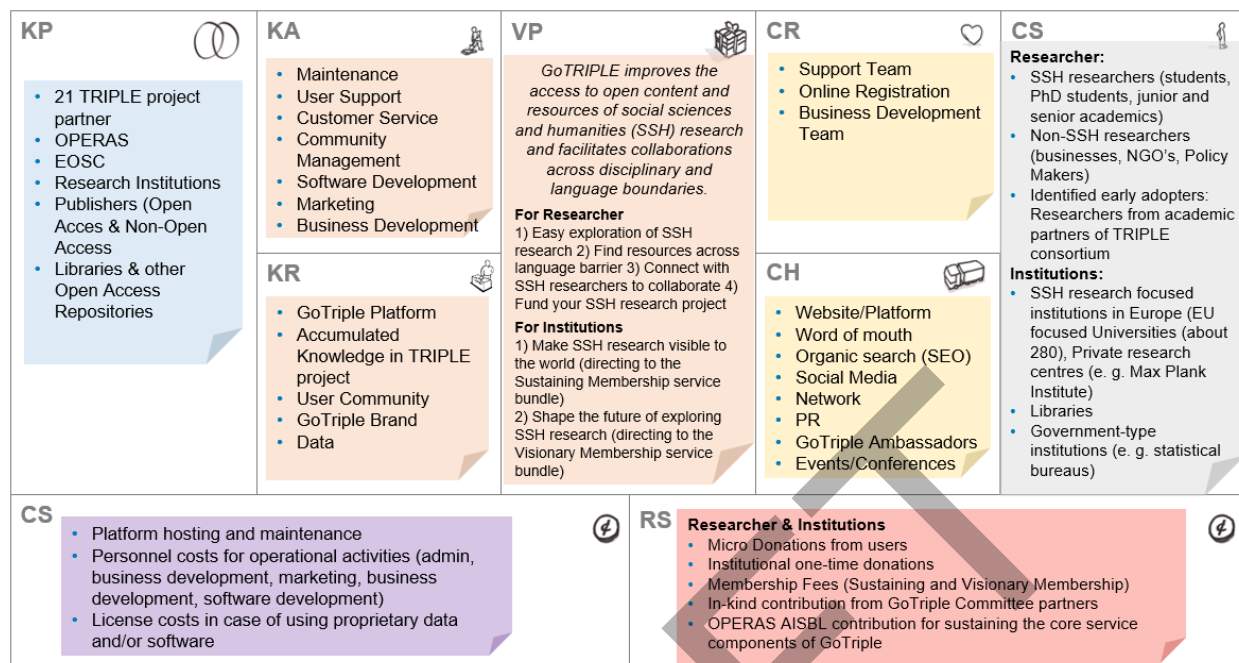 KP
• 21 TRIPLE project
partner
• OPERAS
• EOSC
• Research Institutions
• Publishers (Open
Acces & Non-Open
Access
• Libraries & other
Open Access
Repositories
KA
• Maintenance
• User Support
• Customer Service
• Community
Management
• Software Development
• Marketing
• Business Development
KR
• GoTriple Platform
• Accumulated
Knowledge in TRIPLE
project
• User Community
• GoTriple Brand
• Data
VP
GoTRIPLE improves the
access to open content and
resources of social sciences
and humanities (SSH) research
and facilitates collaborations
across disciplinary and
language boundaries.
For Researcher
1) Easy exploration of SSH
research 2) Find resources across
language barrier 3) Connect with
SSH researchers to collaborate 4)
Fund your SSH research project
For Institutions
1) Make SSH research visible to
the world (directing to the
Sustaining Membership service
bundle)
2) Shape the future of exploring
SSH research (directing to the
Visionary Membership service
bundle)
CR
• Support Team
• Online Registration
• Business Development
Team
CH
• Website/Platform
• Word of mouth
• Organic search (SEO)
• Social Media
• Network
• PR
• GoTriple Ambassadors
• Events/Conferences
CS
Researcher:
• SSH researchers (students,
PhD students, junior and
senior academics)
• Non-SSH researchers
(businesses, NGO's, Policy
Makers)
• Identified early adopters:
Researchers from academic
partners of TRIPLE
consortium
Institutions:
• SSH research focused
institutions in Europe (EU
focused Universities (about
280), Private research
centres (e. g. Max Plank
Institute)
• Libraries
• Government-type
institutions (e. g. statistical
bureaus)
CS
• Platform hosting and maintenance
• Personnel costs for operational activities (admin,
business development, marketing, business
development, software development)
• License costs in case of using proprietary data
and/or software
RS
Researcher & Institutions
• Micro Donations from users
• Institutional one-time donations
• Membership Fees (Sustaining and Visionary Membership)
• In-kind contribution from GoTriple Committee partners
• OPERAS AISBL contribution for sustaining the core service
components of GoTriple